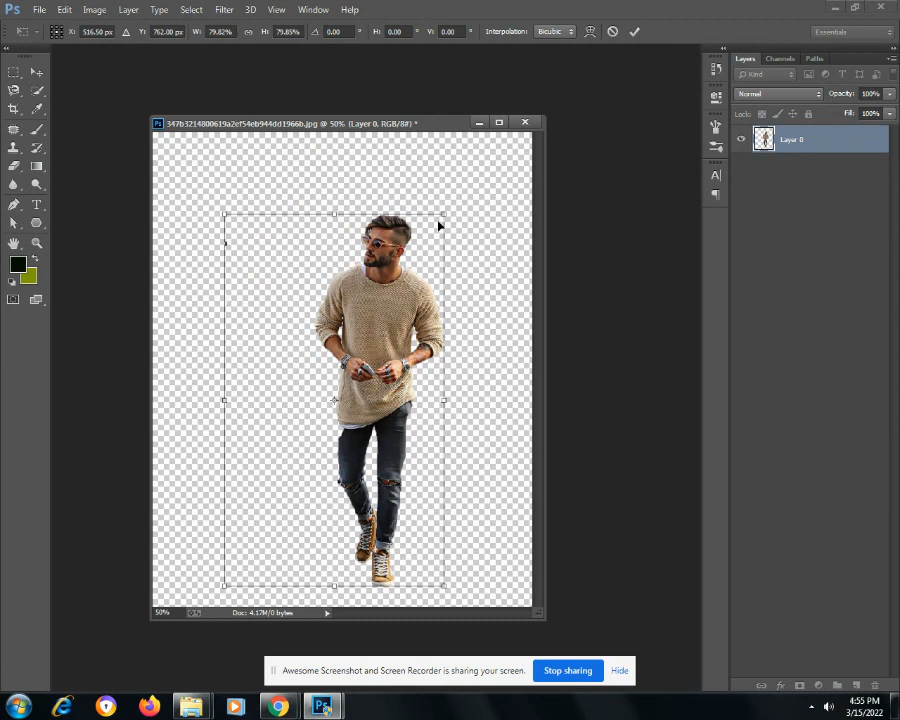 Ps File Edit Image Layer Type Select Filter 3D View Window Help
X: 516.50 px Y: 762.00 px W: 79.82% H: 79.85% 0.00 ° H: 0.00 ° V: 0.00 ° Interpolation: Bicubic Essentials
Layers Channels Paths
Kind
Normal Opacity: 100%
Lock: Fill: 100%
Layer 0
Ps 347b3214800619a2ef54eb944dd1966b.jpg @ 50% (Layer 0, RGB/8#) *
50% Doc: 4.17M/0 bytes
Awesome Screenshot and Screen Recorder is sharing your screen. Stop sharing Hide
4:55 PM
3/15/2022